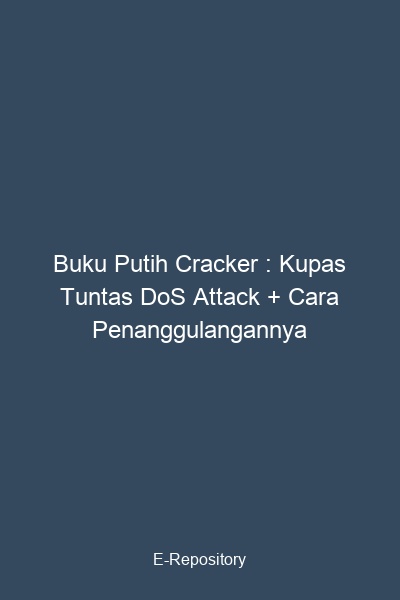 Buku Putih Cracker : Kupas
Tuntas DoS Attack + Cara
Penanggulangannya
E-Repository